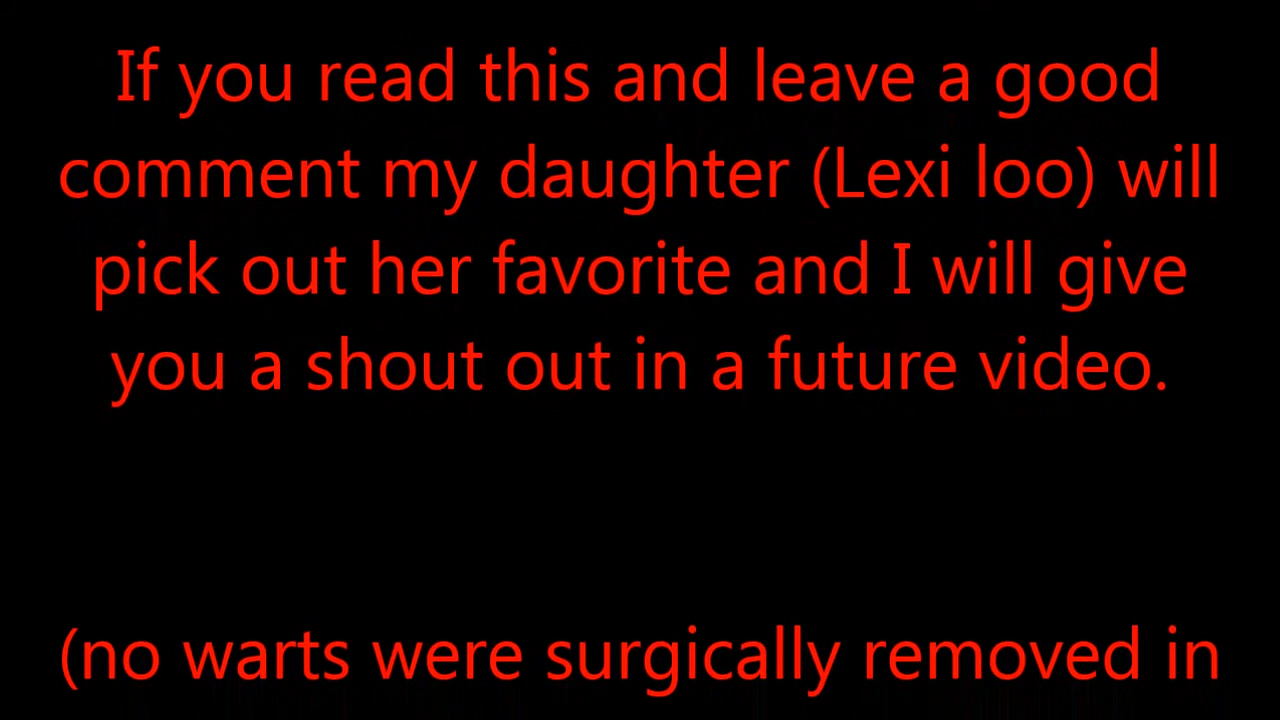 If you read this and leave a good
comment my daughter (Lexi loo) will
pick out her favorite and I will give
you a shout out in a future video.
(no warts were surgically removed in